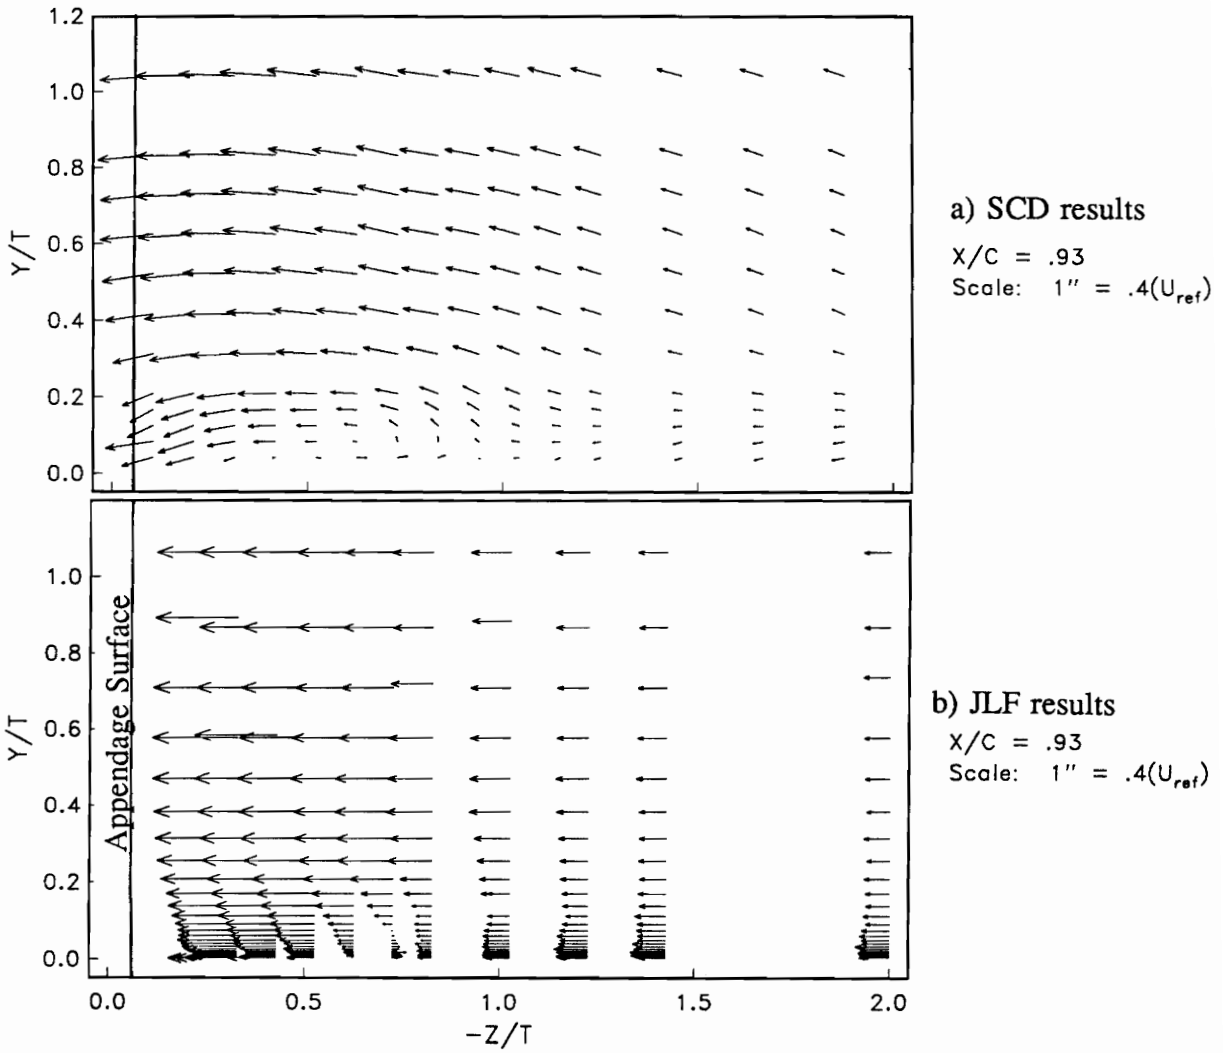 1.2
1.0
0.8
0.6
0.4
0.2
0.0
Y/T
a) SCD results
X/C = .93
Scale: 1" = .4(U_ref)
1.0
0.8
0.6
0.4
0.2
0.0
Y/T
Appendage Surface
b) JLF results
X/C = .93
Scale: 1" = .4(U_ref)
0.0 0.5 1.0 1.5 2.0
-Z/T